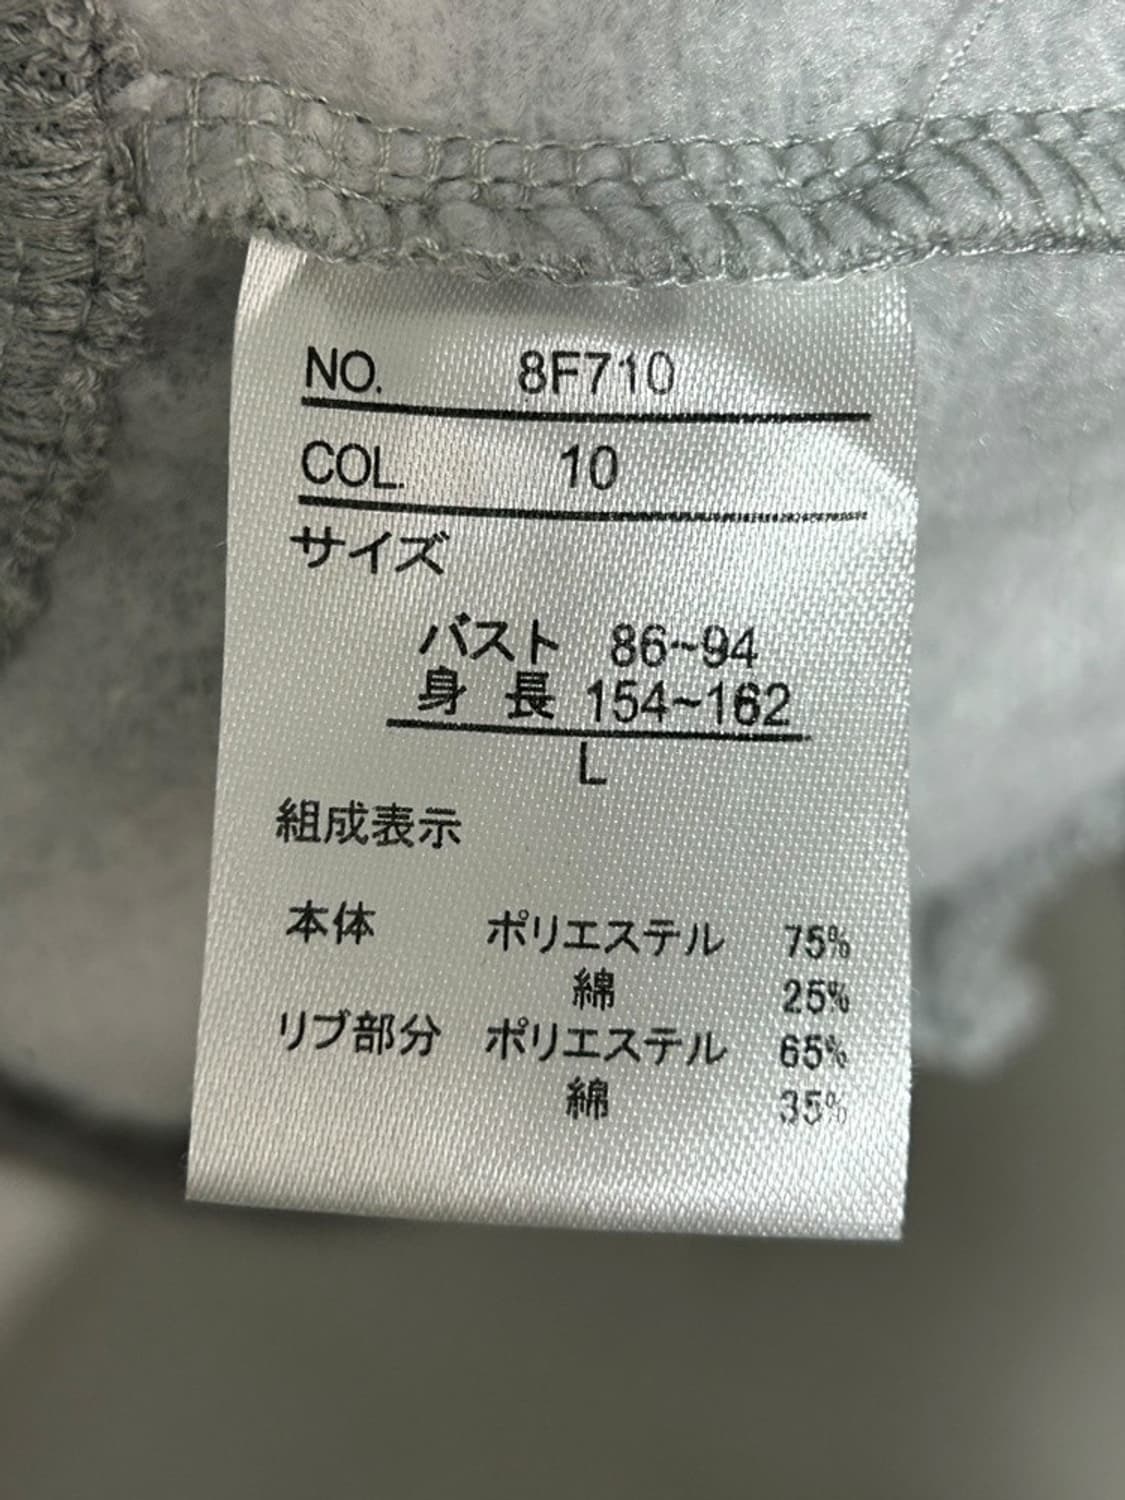 NO. 8F710
COL. 10
サイズ
バスト 86~94
身長 154~162
L
組成表示
本体 ポリエステル 75%
綿 25%
リブ部分 ポリエステル 65%
綿 35%